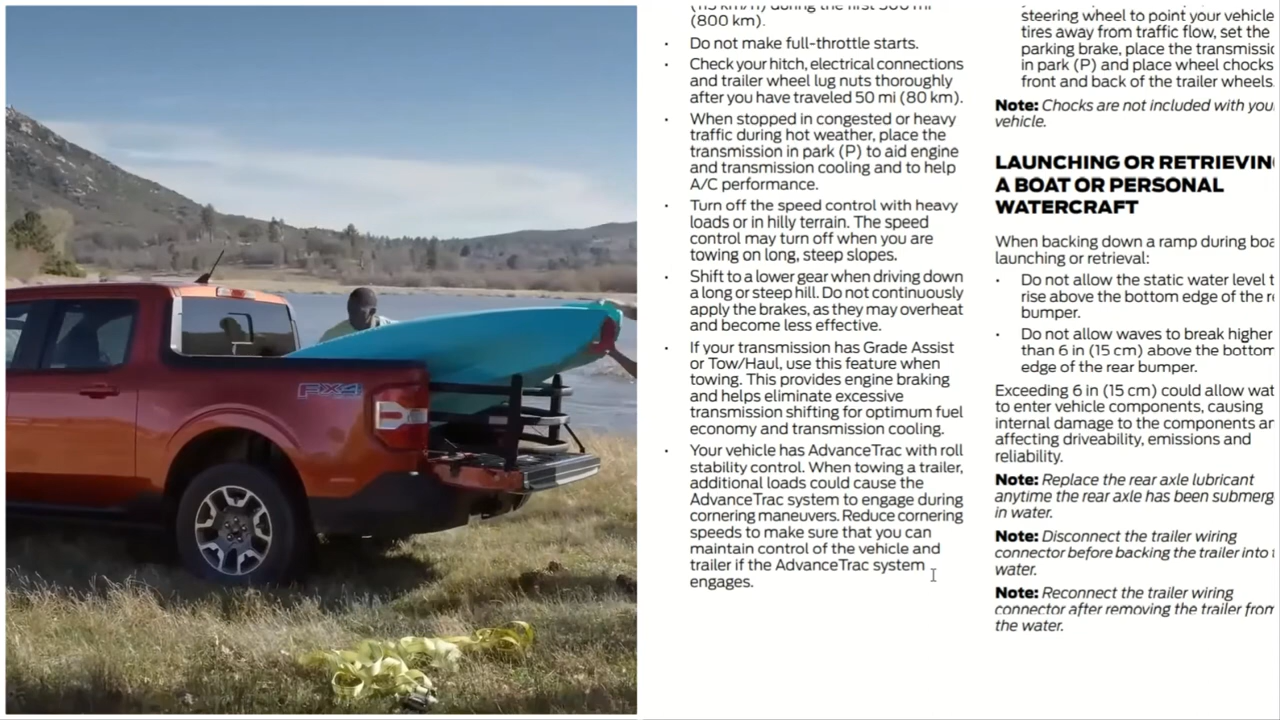 FX4
(800 km).
• Do not make full-throttle starts.
• Check your hitch, electrical connections
and trailer wheel lug nuts thoroughly
after you have traveled 50 mi (80 km).
• When stopped in congested or heavy
traffic during hot weather, place the
transmission in park (P) to aid engine
and transmission cooling and to help
A/C performance.
• Turn off the speed control with heavy
loads or in hilly terrain. The speed
control may turn off when you are
towing on long, steep slopes.
• Shift to a lower gear when driving down
a long or steep hill. Do not continuously
apply the brakes, as they may overheat
and become less effective.
• If your transmission has Grade Assist
or Tow/Haul, use this feature when
towing. This provides engine braking
and helps eliminate excessive
transmission shifting for optimum fuel
economy and transmission cooling.
• Your vehicle has AdvanceTrac with roll
stability control. When towing a trailer,
additional loads could cause the
AdvanceTrac system to engage during
cornering maneuvers. Reduce cornering
speeds to make sure that you can
maintain control of the vehicle and
trailer if the AdvanceTrac system
engages.
steering wheel to point your vehicle
tires away from traffic flow, set the
parking brake, place the transmissic
in park (P) and place wheel chocks
front and back of the trailer wheels.
Note: Chocks are not included with you
vehicle.
LAUNCHING OR RETRIEVIN
A BOAT OR PERSONAL
WATERCRAFT
When backing down a ramp during boa
launching or retrieval:
• Do not allow the static water level t
rise above the bottom edge of the re
bumper.
• Do not allow waves to break higher
than 6 in (15 cm) above the bottom
edge of the rear bumper.
Exceeding 6 in (15 cm) could allow wat
to enter vehicle components, causing
internal damage to the components an
affecting driveability, emissions and
reliability.
Note: Replace the rear axle lubricant
anytime the rear axle has been submerg
in water.
Note: Disconnect the trailer wiring
connector before backing the trailer into t
water.
Note: Reconnect the trailer wiring
connector after removing the trailer from
the water.